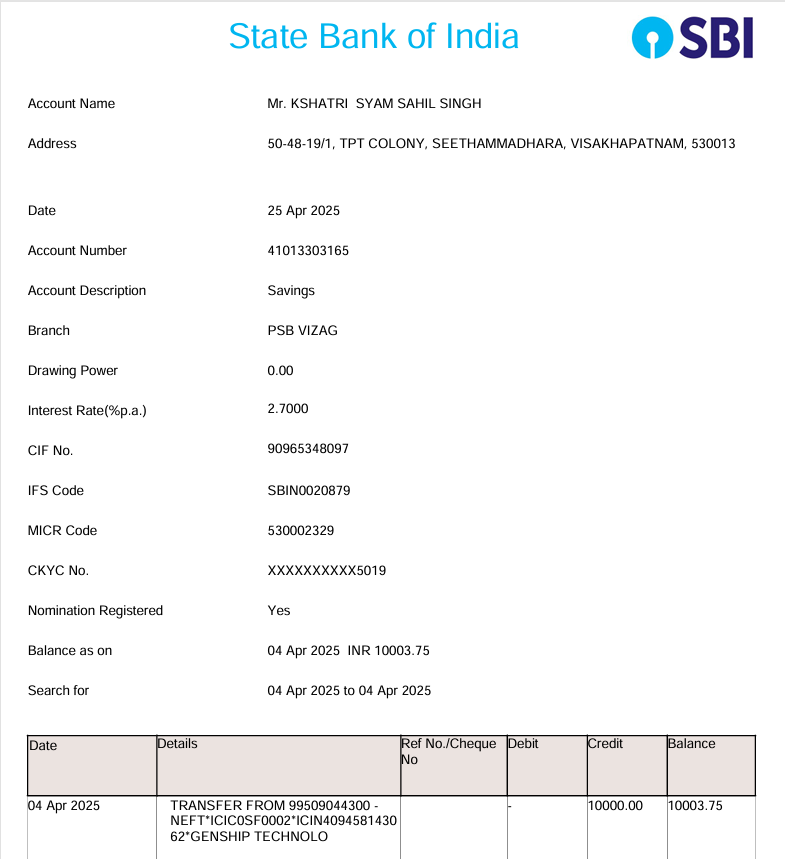 State Bank of India
SBI
Account Name Mr. KSHATRI  SYAM SAHIL SINGH
Address 50-48-19/1, TPT COLONY, SEETHAMMADHARA, VISAKHAPATNAM, 530013
Date 25 Apr 2025
Account Number 41013303165
Account Description Savings
Branch PSB VIZAG
Drawing Power 0.00
Interest Rate(%p.a.) 2.7000
CIF No. 90965348097
IFS Code SBIN0020879
MICR Code 530002329
CKYC No. XXXXXXXXXX5019
Nomination Registered Yes
Balance as on 04 Apr 2025  INR 10003.75
Search for 04 Apr 2025 to 04 Apr 2025
Date Details Ref No./Cheque Debit Credit Balance
No
04 Apr 2025 TRANSFER FROM 99509044300 - - 10000.00 10003.75
NEFT*ICIC0SF0002*ICIN4094581430
62*GENSHIP TECHNOLO